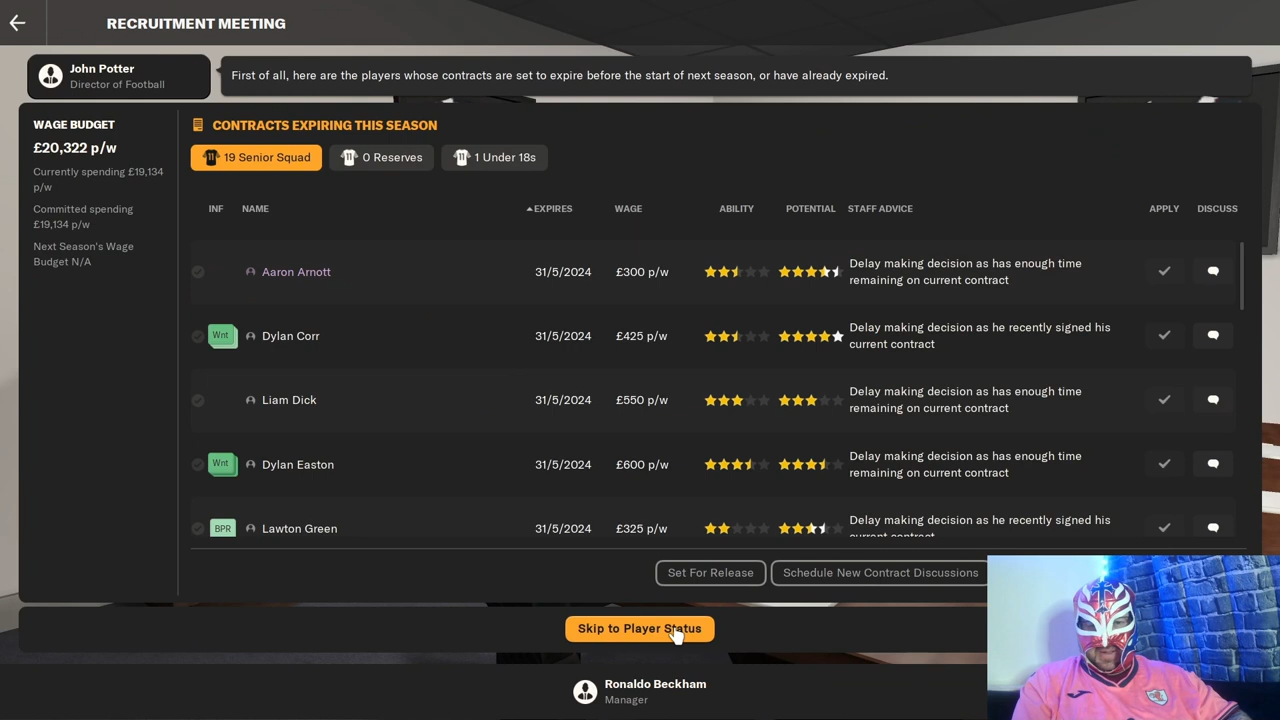 RECRUITMENT MEETING
John Potter
Director of Football
First of all, here are the players whose contracts are set to expire before the start of next season, or have already expired.
WAGE BUDGET
£20,322 p/w
Currently spending £19,134
p/w
Committed spending
£19,134 p/w
Next Season's Wage
Budget N/A
CONTRACTS EXPIRING THIS SEASON
19 Senior Squad
0 Reserves
1 Under 18s
INF NAME EXPIRES WAGE ABILITY POTENTIAL STAFF ADVICE APPLY DISCUSS
Aaron Arnott 31/5/2024 £300 p/w Delay making decision as has enough time
remaining on current contract
Wnt Dylan Corr 31/5/2024 £425 p/w Delay making decision as he recently signed his
current contract
Liam Dick 31/5/2024 £550 p/w Delay making decision as has enough time
remaining on current contract
Wnt Dylan Easton 31/5/2024 £600 p/w Delay making decision as has enough time
remaining on current contract
BPR Lawton Green 31/5/2024 £325 p/w Delay making decision as he recently signed his
current contract
Set For Release
Schedule New Contract Discussions
Skip to Player Status
Ronaldo Beckham
Manager